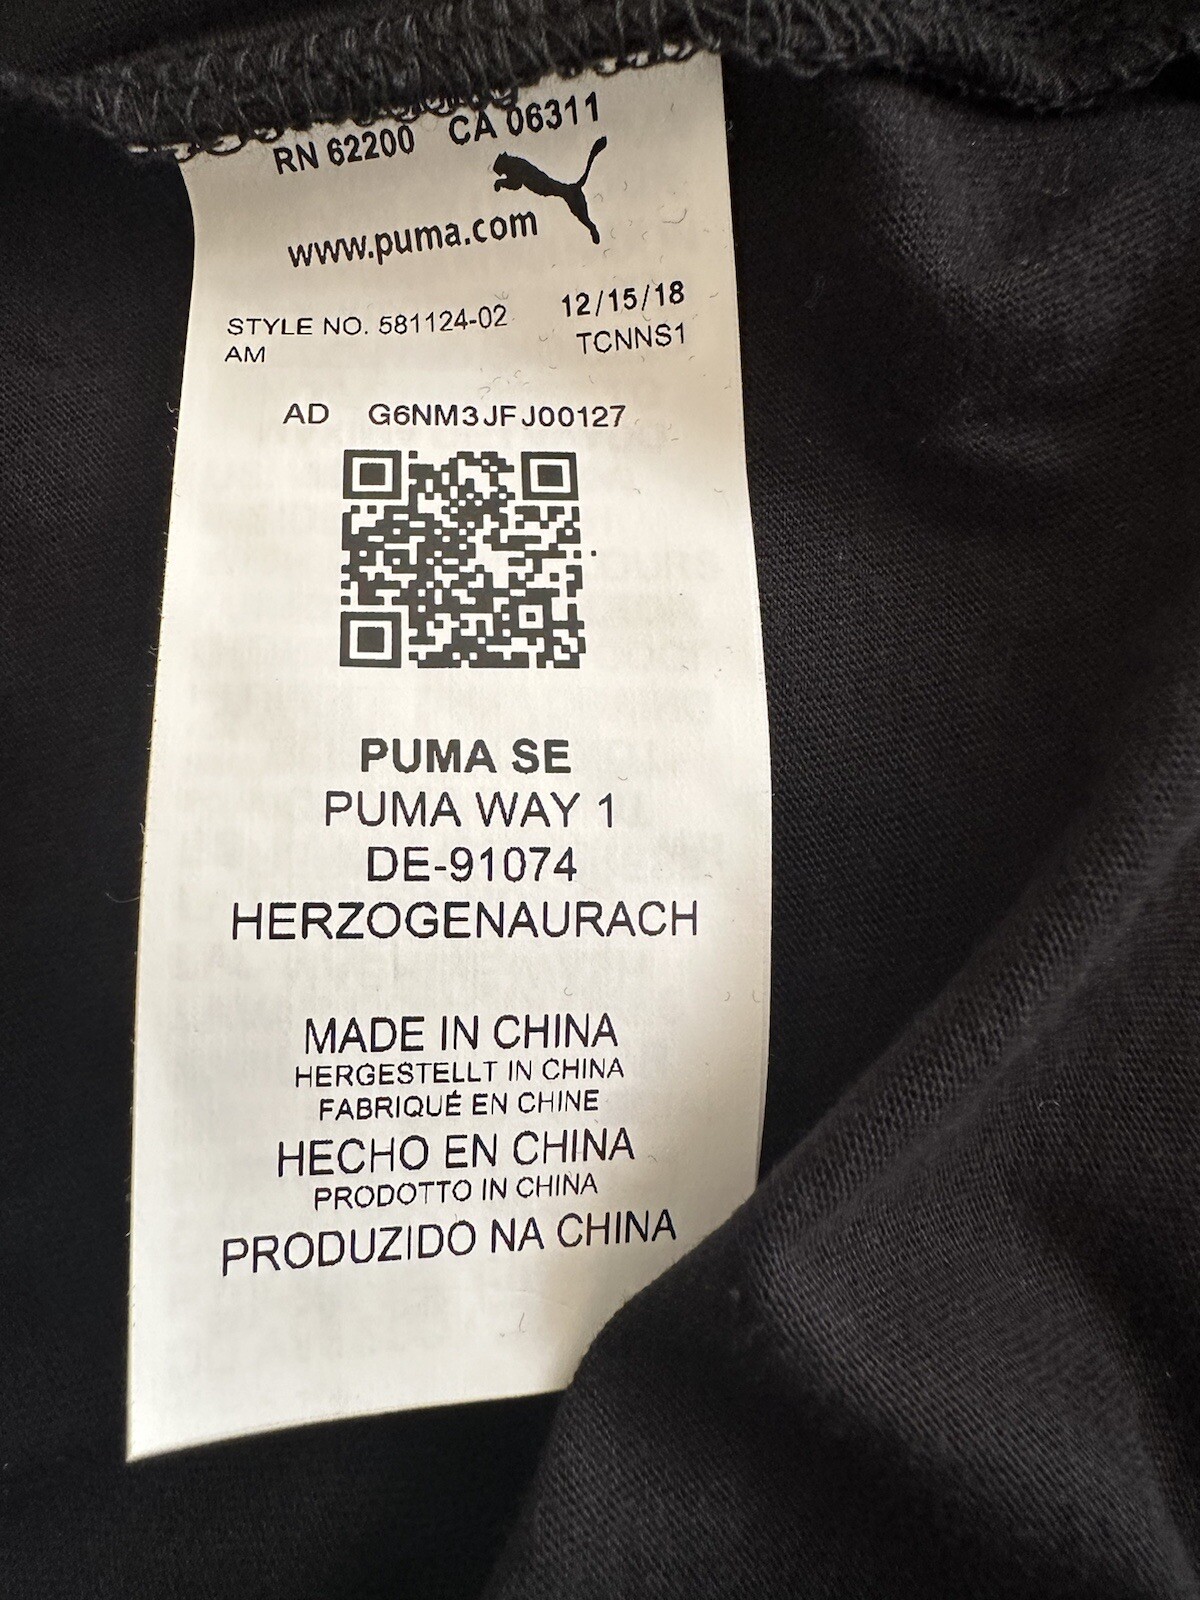 RN 62200 CA 06311
www.puma.com
STYLE NO. 581124-02 12/15/18
AM TCNNS1
AD G6NM3JFJ00127
PUMA SE
PUMA WAY 1
DE-91074
HERZOGENAURACH
MADE IN CHINA
HERGESTELLT IN CHINA
FABRIQUÉ EN CHINE
HECHO EN CHINA
PRODOTTO IN CHINA
PRODUZIDO NA CHINA